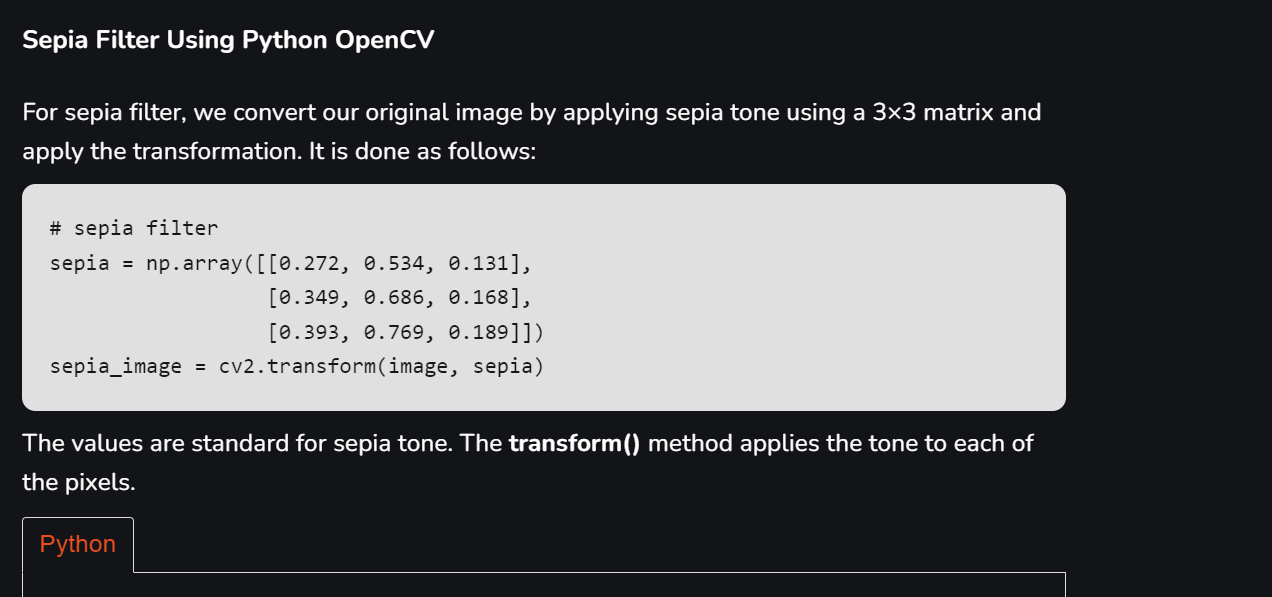 Sepia Filter Using Python OpenCV
For sepia filter, we convert our original image by applying sepia tone using a 3×3 matrix and
apply the transformation. It is done as follows:
# sepia filter
sepia = np.array([[0.272, 0.534, 0.131],
                  [0.349, 0.686, 0.168],
                  [0.393, 0.769, 0.189]])
sepia_image = cv2.transform(image, sepia)
The values are standard for sepia tone. The transform() method applies the tone to each of
the pixels.
Python